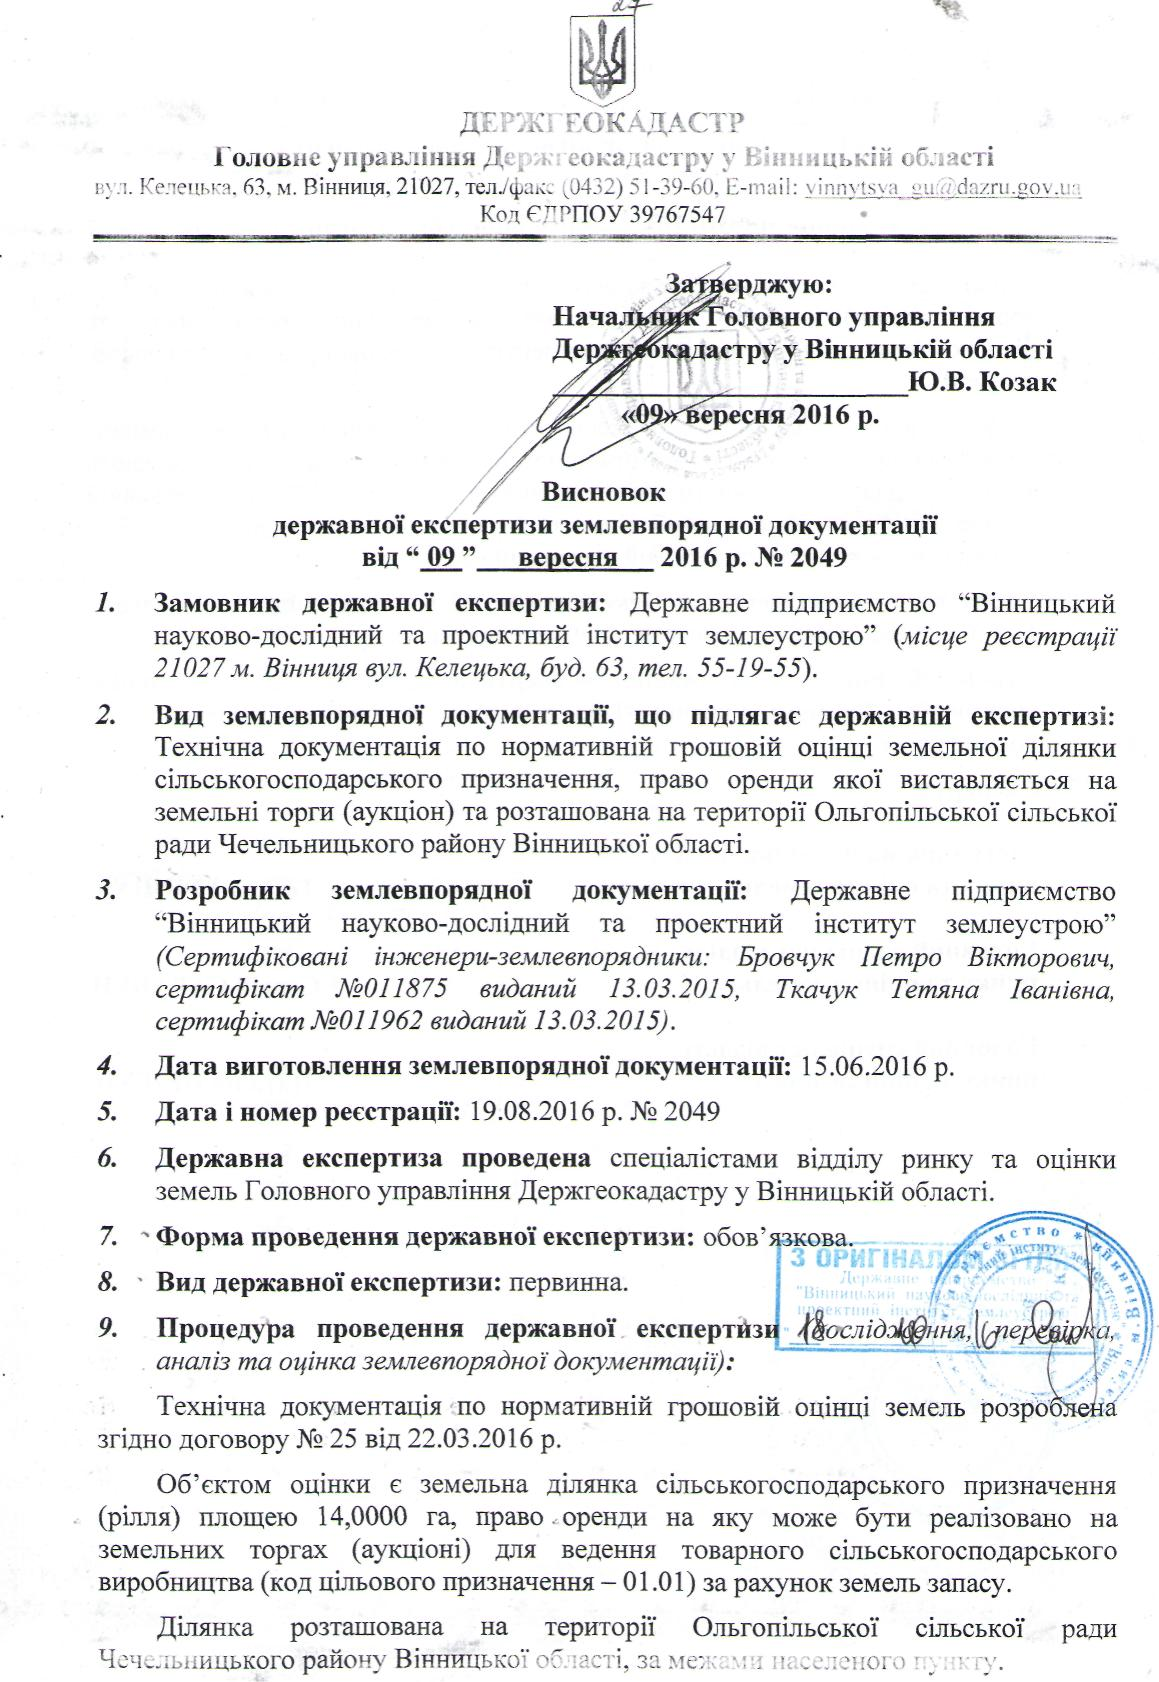 27
ДЕРЖГЕОКАДАСТР
Головне управління Держгеокадастру у Вінницькій області
вул. Келецька, 63, м. Вінниця, 21027, тел./факс (0432) 51-39-60, E-mail: vinnytsya_gu@dazru.gov.ua
Код ЄДРПОУ 39767547
Затверджую:
Начальник Головного управління
Держгеокадастру у Вінницькій області
Ю.В. Козак
«09» вересня 2016 р.
Висновок
державної експертизи землевпорядної документації
від “ 09 ” вересня 2016 р. № 2049
1. Замовник державної експертизи: Державне підприємство “Вінницький
науково-дослідний та проектний інститут землеустрою” (місце реєстрації
21027 м. Вінниця вул. Келецька, буд. 63, тел. 55-19-55).
2. Вид землевпорядної документації, що підлягає державній експертизі:
Технічна документація по нормативній грошовій оцінці земельної ділянки
сільськогосподарського призначення, право оренди якої виставляється на
земельні торги (аукціон) та розташована на території Ольгопільської сільської
ради Чечельницького району Вінницької області.
3. Розробник землевпорядної документації: Державне підприємство
“Вінницький науково-дослідний та проектний інститут землеустрою”
(Сертифіковані інженери-землевпорядники: Бровчук Петро Вікторович,
сертифікат №011875 виданий 13.03.2015, Ткачук Тетяна Іванівна,
сертифікат №011962 виданий 13.03.2015).
4. Дата виготовлення землевпорядної документації: 15.06.2016 р.
5. Дата і номер реєстрації: 19.08.2016 р. № 2049
6. Державна експертиза проведена спеціалістами відділу ринку та оцінки
земель Головного управління Держгеокадастру у Вінницькій області.
7. Форма проведення державної експертизи: обов’язкова.
8. Вид державної експертизи: первинна.
З ОРИГІНАЛОМ ЗГІДНО
Державне підприємство
"Вінницький науково-дослідний та
проектний інститут землеустрою"
9. Процедура проведення державної експертизи (дослідження, перевірка,
аналіз та оцінка землевпорядної документації):
Технічна документація по нормативній грошовій оцінці земель розроблена
згідно договору № 25 від 22.03.2016 р.
Об’єктом оцінки є земельна ділянка сільськогосподарського призначення
(рілля) площею 14,0000 га, право оренди на яку може бути реалізовано на
земельних торгах (аукціоні) для ведення товарного сільськогосподарського
виробництва (код цільового призначення – 01.01) за рахунок земель запасу.
Ділянка розташована на території Ольгопільської сільської ради
Чечельницького району Вінницької області, за межами населеного пункту.